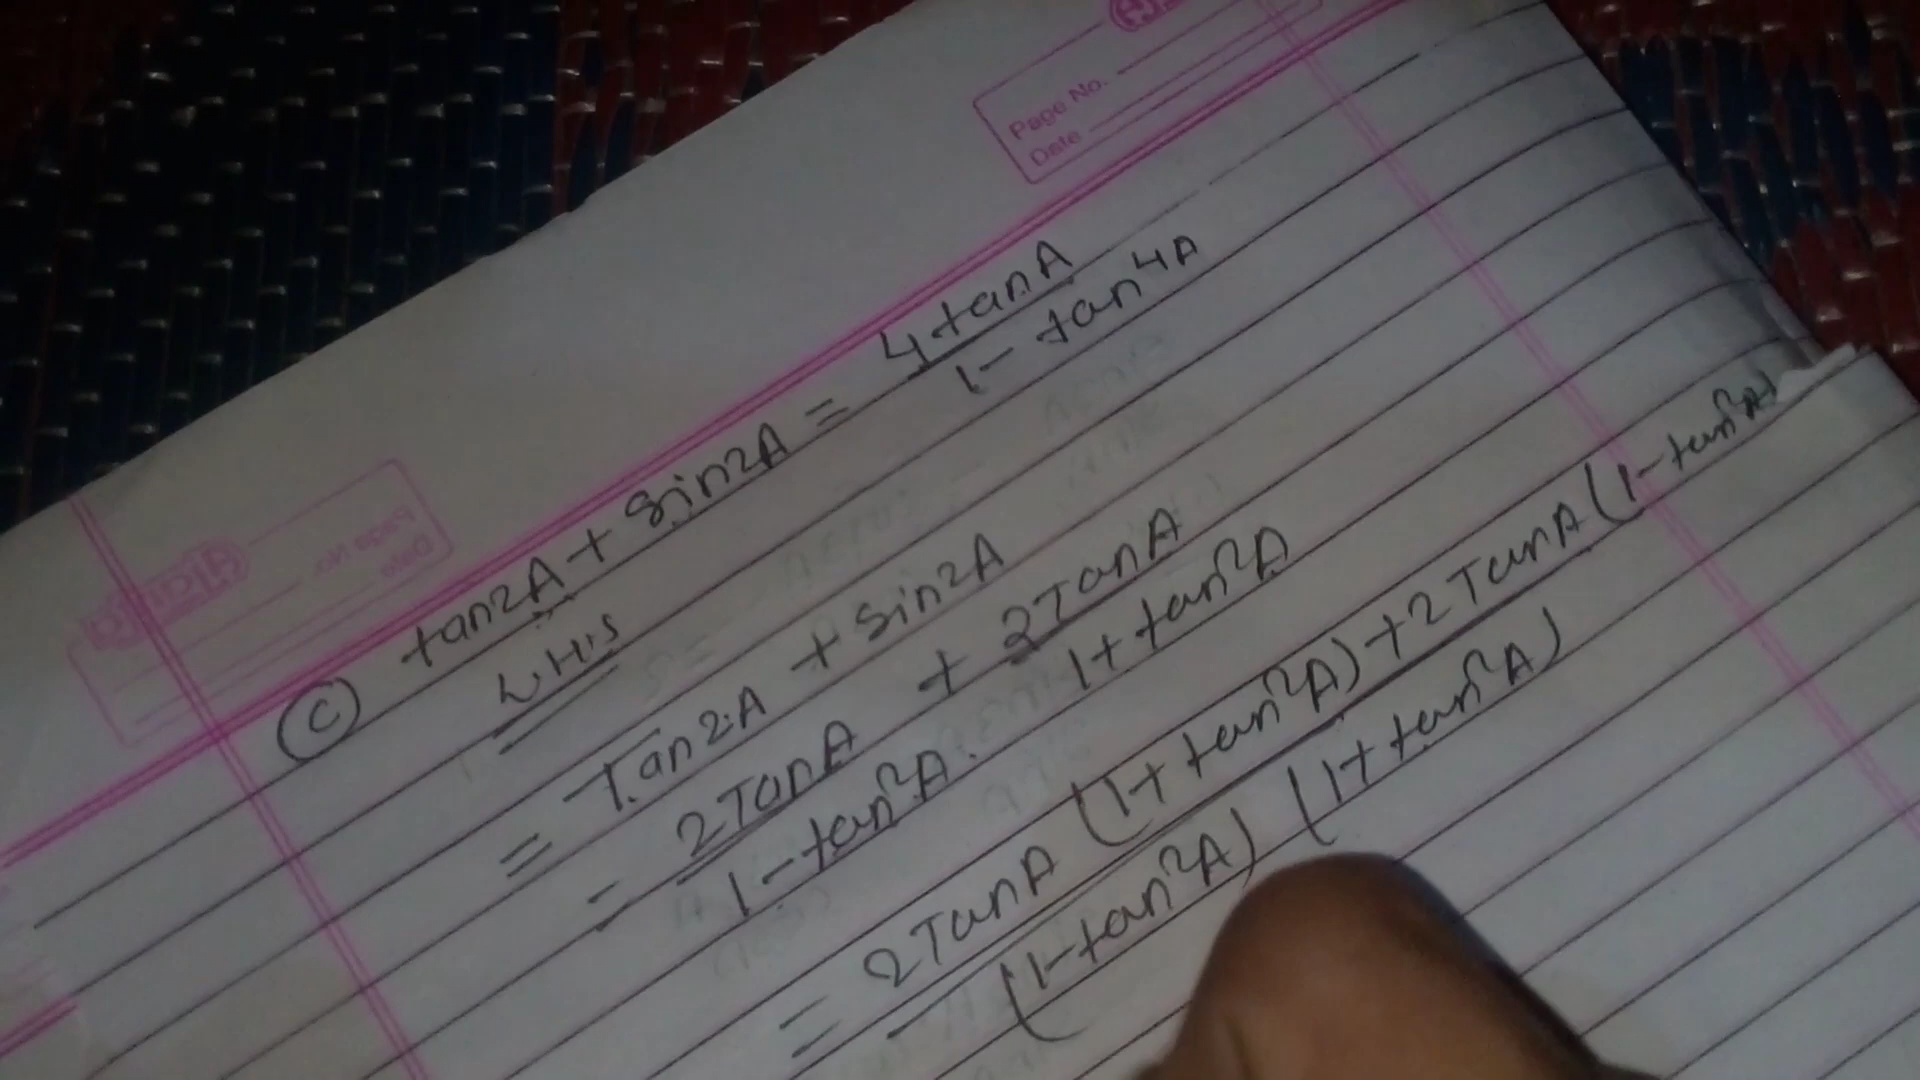 Page No.
Date
(c) tan2A + Sin2A = 4tanA / 1 - tan⁴A
L.H.S
= Tan2A + Sin2A
= 2TanA / 1 - tan²A + 2TanA / 1 + tan²A
= 2TanA (1 + tan²A) + 2TanA (1 - tan²A) / (1 - tan²A) (1 + tan²A)